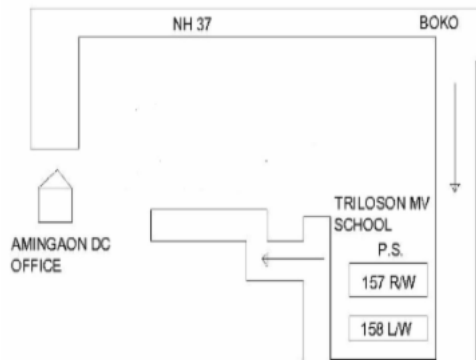 NH 37
BOKO
TRILOSON MV
SCHOOL
P.S.
157 R/W
158 L/W
AMINGAON DC
OFFICE